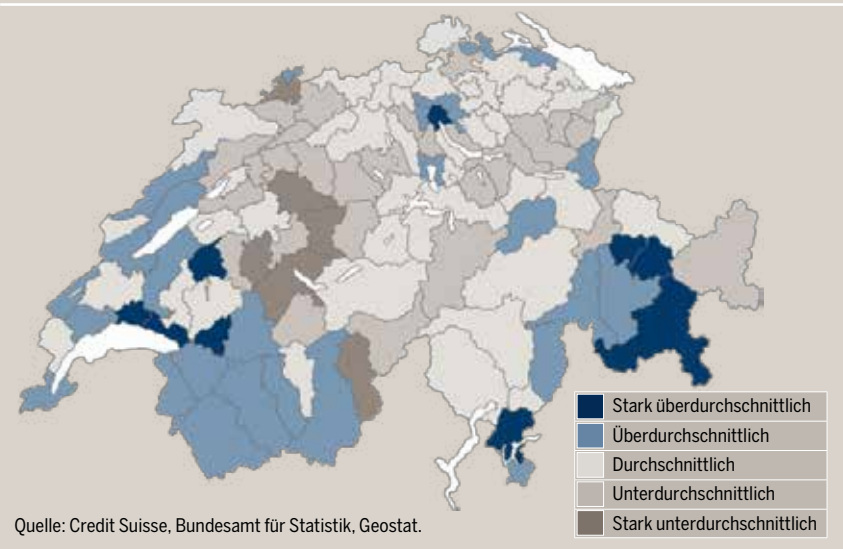 Stark überdurchschnittlich
Überdurchschnittlich
Durchschnittlich
Unterdurchschnittlich
Stark unterdurchschnittlich
Quelle: Credit Suisse, Bundesamt für Statistik, Geostat.